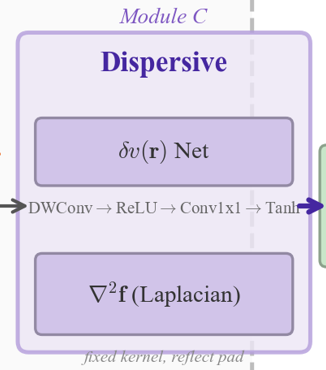 Module C
Dispersive
δv(r) Net
DWConv → ReLU → Conv1x1 → Tanh
∇²f (Laplacian)
fixed kernel, reflect pad